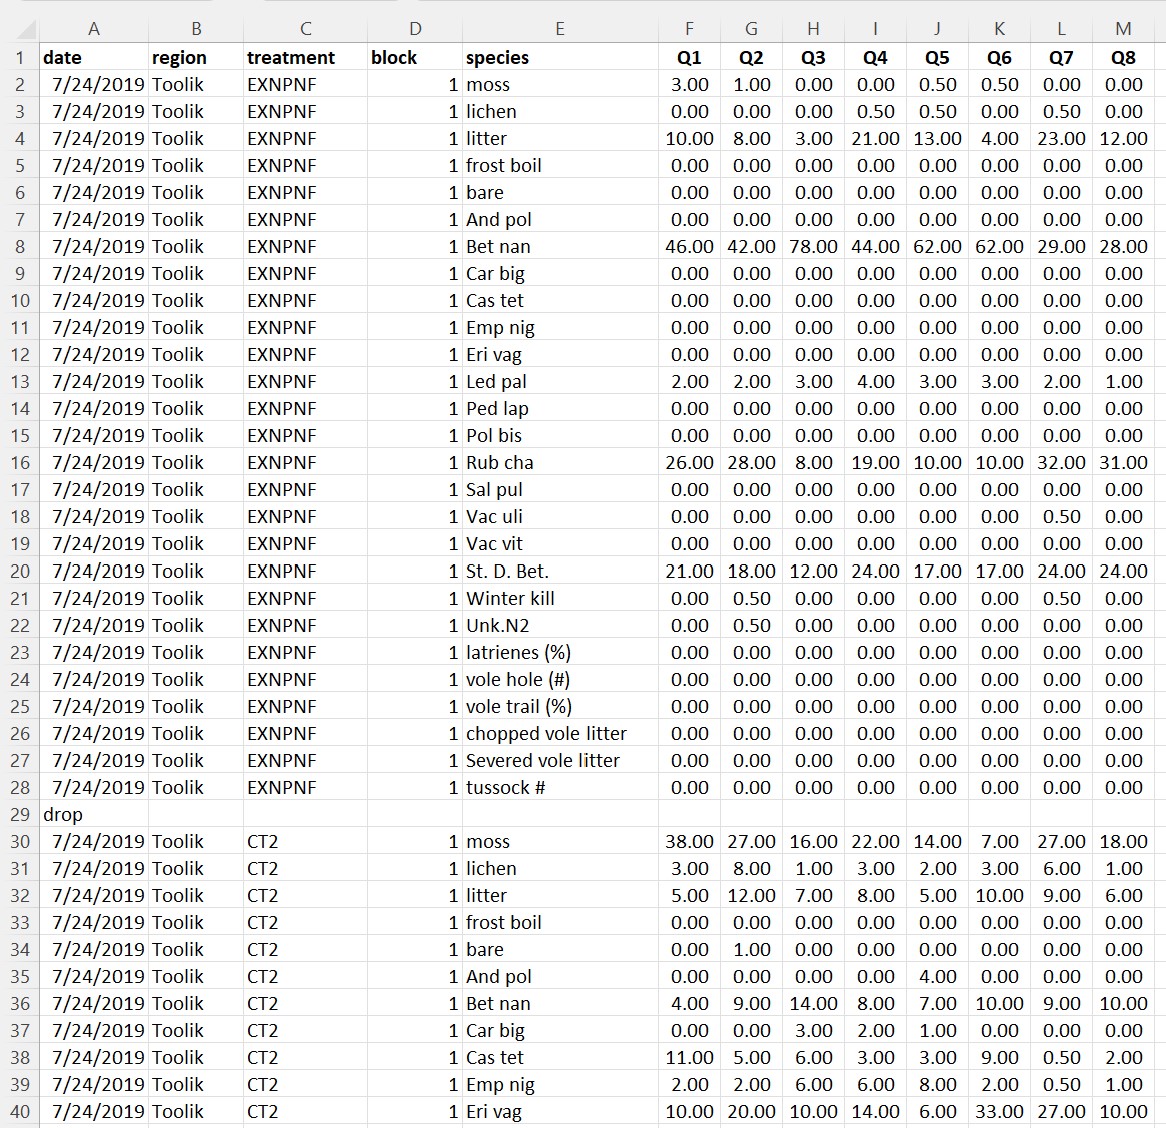 A B C D E F G H I J K L M
1 date region treatment block species Q1 Q2 Q3 Q4 Q5 Q6 Q7 Q8
2 7/24/2019 Toolik EXNPNF 1 moss 3.00 1.00 0.00 0.00 0.50 0.50 0.00 0.00
3 7/24/2019 Toolik EXNPNF 1 lichen 0.00 0.00 0.00 0.50 0.50 0.00 0.50 0.00
4 7/24/2019 Toolik EXNPNF 1 litter 10.00 8.00 3.00 21.00 13.00 4.00 23.00 12.00
5 7/24/2019 Toolik EXNPNF 1 frost boil 0.00 0.00 0.00 0.00 0.00 0.00 0.00 0.00
6 7/24/2019 Toolik EXNPNF 1 bare 0.00 0.00 0.00 0.00 0.00 0.00 0.00 0.00
7 7/24/2019 Toolik EXNPNF 1 And pol 0.00 0.00 0.00 0.00 0.00 0.00 0.00 0.00
8 7/24/2019 Toolik EXNPNF 1 Bet nan 46.00 42.00 78.00 44.00 62.00 62.00 29.00 28.00
9 7/24/2019 Toolik EXNPNF 1 Car big 0.00 0.00 0.00 0.00 0.00 0.00 0.00 0.00
10 7/24/2019 Toolik EXNPNF 1 Cas tet 0.00 0.00 0.00 0.00 0.00 0.00 0.00 0.00
11 7/24/2019 Toolik EXNPNF 1 Emp nig 0.00 0.00 0.00 0.00 0.00 0.00 0.00 0.00
12 7/24/2019 Toolik EXNPNF 1 Eri vag 0.00 0.00 0.00 0.00 0.00 0.00 0.00 0.00
13 7/24/2019 Toolik EXNPNF 1 Led pal 2.00 2.00 3.00 4.00 3.00 3.00 2.00 1.00
14 7/24/2019 Toolik EXNPNF 1 Ped lap 0.00 0.00 0.00 0.00 0.00 0.00 0.00 0.00
15 7/24/2019 Toolik EXNPNF 1 Pol bis 0.00 0.00 0.00 0.00 0.00 0.00 0.00 0.00
16 7/24/2019 Toolik EXNPNF 1 Rub cha 26.00 28.00 8.00 19.00 10.00 10.00 32.00 31.00
17 7/24/2019 Toolik EXNPNF 1 Sal pul 0.00 0.00 0.00 0.00 0.00 0.00 0.00 0.00
18 7/24/2019 Toolik EXNPNF 1 Vac uli 0.00 0.00 0.00 0.00 0.00 0.00 0.50 0.00
19 7/24/2019 Toolik EXNPNF 1 Vac vit 0.00 0.00 0.00 0.00 0.00 0.00 0.00 0.00
20 7/24/2019 Toolik EXNPNF 1 St. D. Bet. 21.00 18.00 12.00 24.00 17.00 17.00 24.00 24.00
21 7/24/2019 Toolik EXNPNF 1 Winter kill 0.00 0.50 0.00 0.00 0.00 0.00 0.50 0.00
22 7/24/2019 Toolik EXNPNF 1 Unk.N2 0.00 0.50 0.00 0.00 0.00 0.00 0.00 0.00
23 7/24/2019 Toolik EXNPNF 1 latrienes (%) 0.00 0.00 0.00 0.00 0.00 0.00 0.00 0.00
24 7/24/2019 Toolik EXNPNF 1 vole hole (#) 0.00 0.00 0.00 0.00 0.00 0.00 0.00 0.00
25 7/24/2019 Toolik EXNPNF 1 vole trail (%) 0.00 0.00 0.00 0.00 0.00 0.00 0.00 0.00
26 7/24/2019 Toolik EXNPNF 1 chopped vole litter 0.00 0.00 0.00 0.00 0.00 0.00 0.00 0.00
27 7/24/2019 Toolik EXNPNF 1 Severed vole litter 0.00 0.00 0.00 0.00 0.00 0.00 0.00 0.00
28 7/24/2019 Toolik EXNPNF 1 tussock # 0.00 0.00 0.00 0.00 0.00 0.00 0.00 0.00
29 drop
30 7/24/2019 Toolik CT2 1 moss 38.00 27.00 16.00 22.00 14.00 7.00 27.00 18.00
31 7/24/2019 Toolik CT2 1 lichen 3.00 8.00 1.00 3.00 2.00 3.00 6.00 1.00
32 7/24/2019 Toolik CT2 1 litter 5.00 12.00 7.00 8.00 5.00 10.00 9.00 6.00
33 7/24/2019 Toolik CT2 1 frost boil 0.00 0.00 0.00 0.00 0.00 0.00 0.00 0.00
34 7/24/2019 Toolik CT2 1 bare 0.00 1.00 0.00 0.00 0.00 0.00 0.00 0.00
35 7/24/2019 Toolik CT2 1 And pol 0.00 0.00 0.00 0.00 4.00 0.00 0.00 0.00
36 7/24/2019 Toolik CT2 1 Bet nan 4.00 9.00 14.00 8.00 7.00 10.00 9.00 10.00
37 7/24/2019 Toolik CT2 1 Car big 0.00 0.00 3.00 2.00 1.00 0.00 0.00 0.00
38 7/24/2019 Toolik CT2 1 Cas tet 11.00 5.00 6.00 3.00 3.00 9.00 0.50 2.00
39 7/24/2019 Toolik CT2 1 Emp nig 2.00 2.00 6.00 6.00 8.00 2.00 0.50 1.00
40 7/24/2019 Toolik CT2 1 Eri vag 10.00 20.00 10.00 14.00 6.00 33.00 27.00 10.00